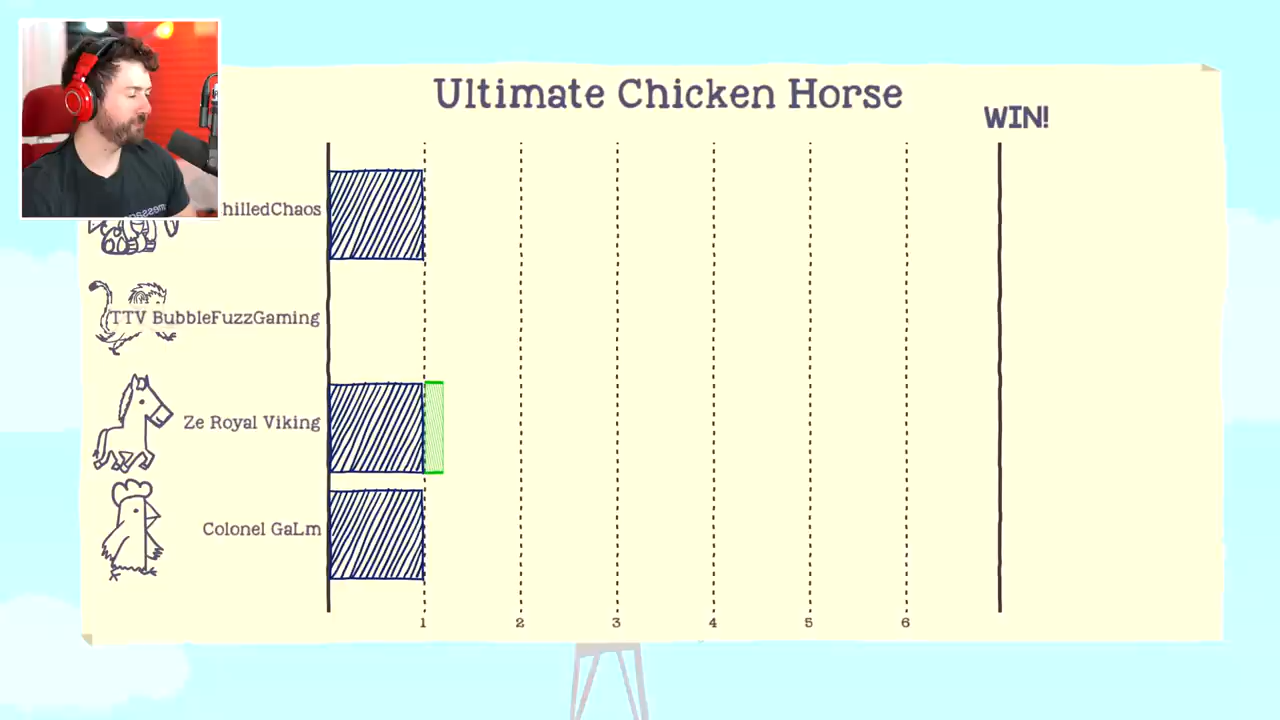 Ultimate Chicken Horse
WIN!
hilledChaos
TTV BubbleFuzzGaming
Ze Royal Viking
Colonel GaLm
1 2 3 4 5 6